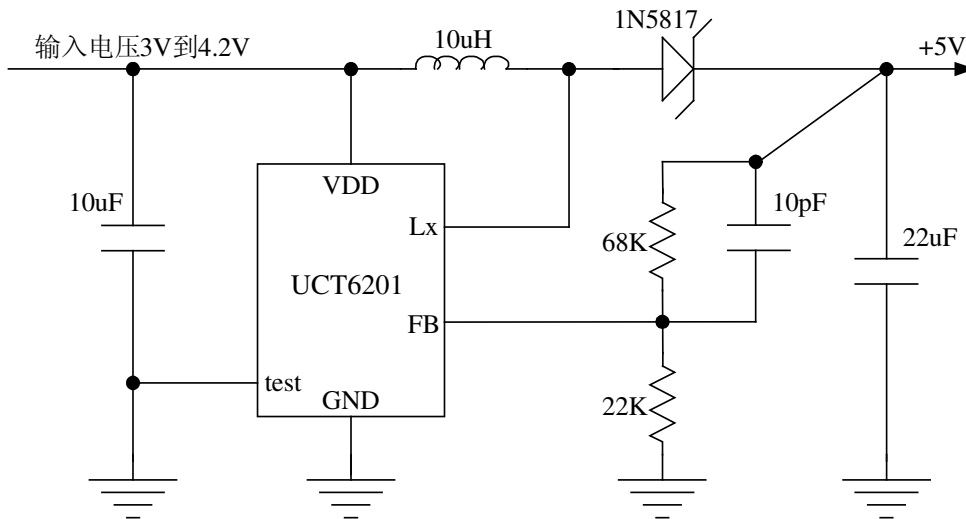 1N5817
输入电压3V到4.2V
10uH
+5V
VDD
10uF
Lx
68K
10pF
22uF
UCT6201
FB
test
GND
22K